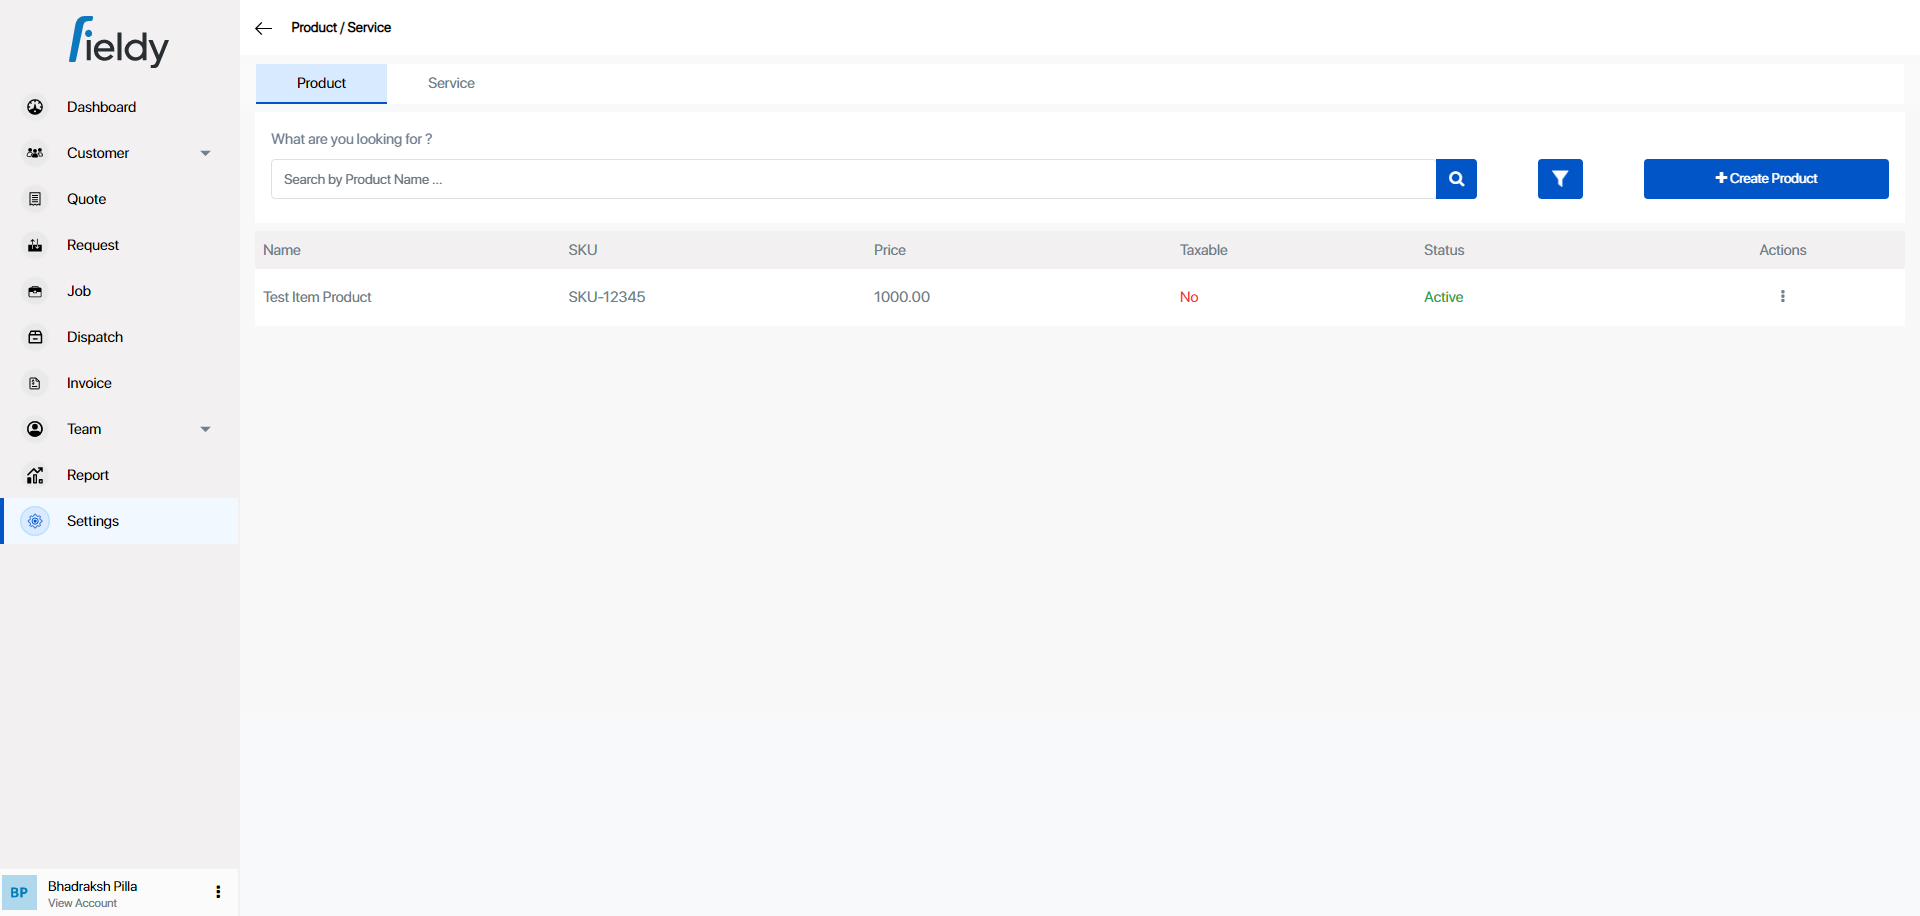 fieldy
Dashboard
Customer
Quote
Request
Job
Dispatch
Invoice
Team
Report
Settings
BP
Bhadraksh Pilla
View Account
Product / Service
Product Service
What are you looking for ?
Search by Product Name ...
Create Product
Name SKU Price Taxable Status Actions
Test Item Product SKU-12345 1000.00 No Active